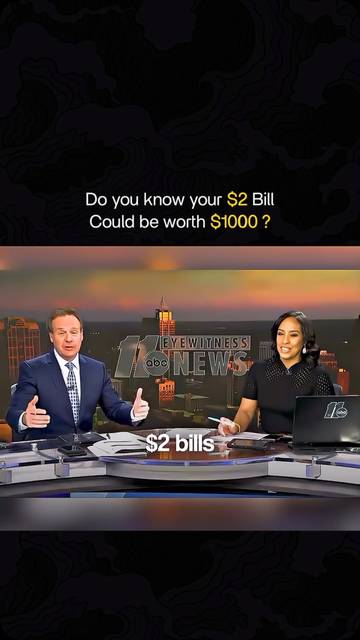 Do you know your $2 Bill
Could be worth $1000 ?
11 abc EYEWITNESS
NEWS
11 abc
$2 bills